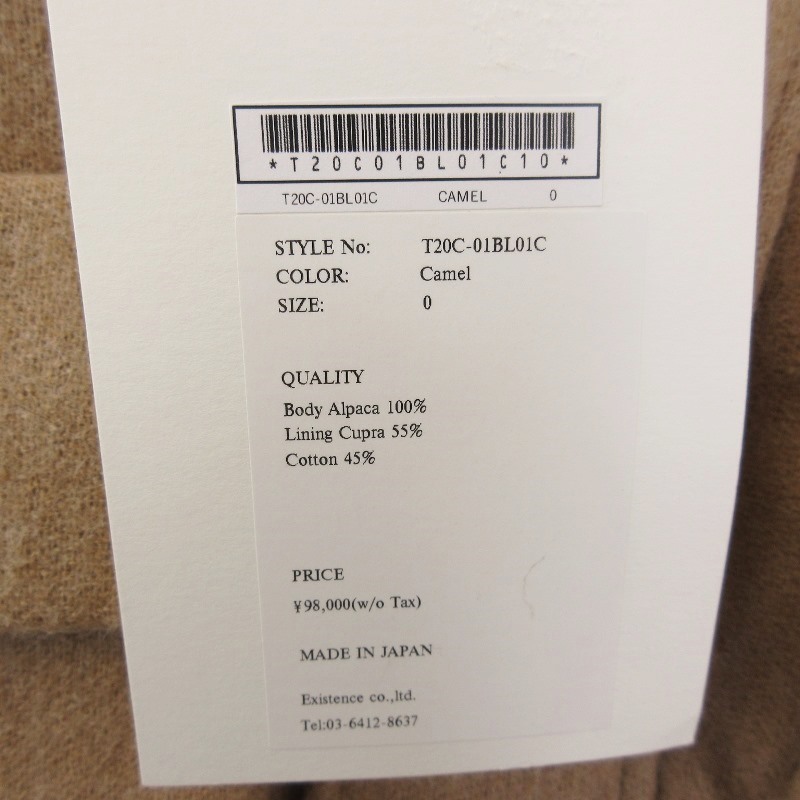 *T20C01BL01C10*
T20C-01BL01C CAMEL 0
STYLE No: T20C-01BL01C
COLOR: Camel
SIZE: 0
QUALITY
Body Alpaca 100%
Lining Cupra 55%
Cotton 45%
PRICE
¥98,000(w/o Tax)
MADE IN JAPAN
Existence co.,ltd.
Tel:03-6412-8637